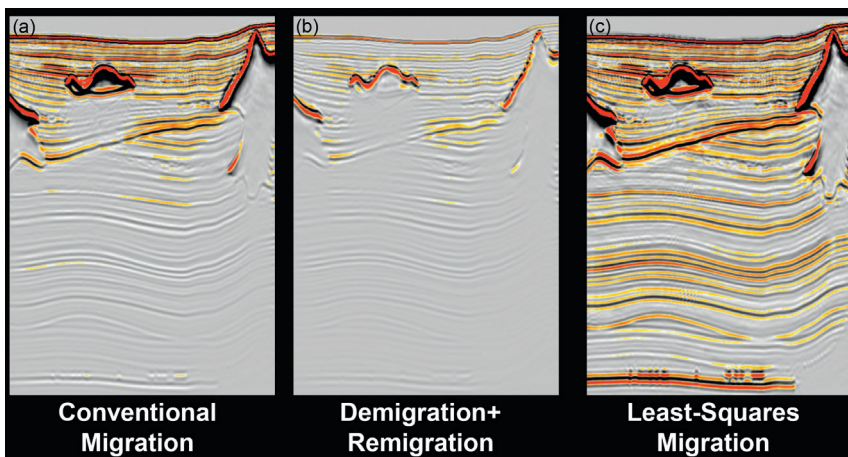 (a)
(b)
(c)
Conventional
Migration
Demigration+
Remigration
Least-Squares
Migration